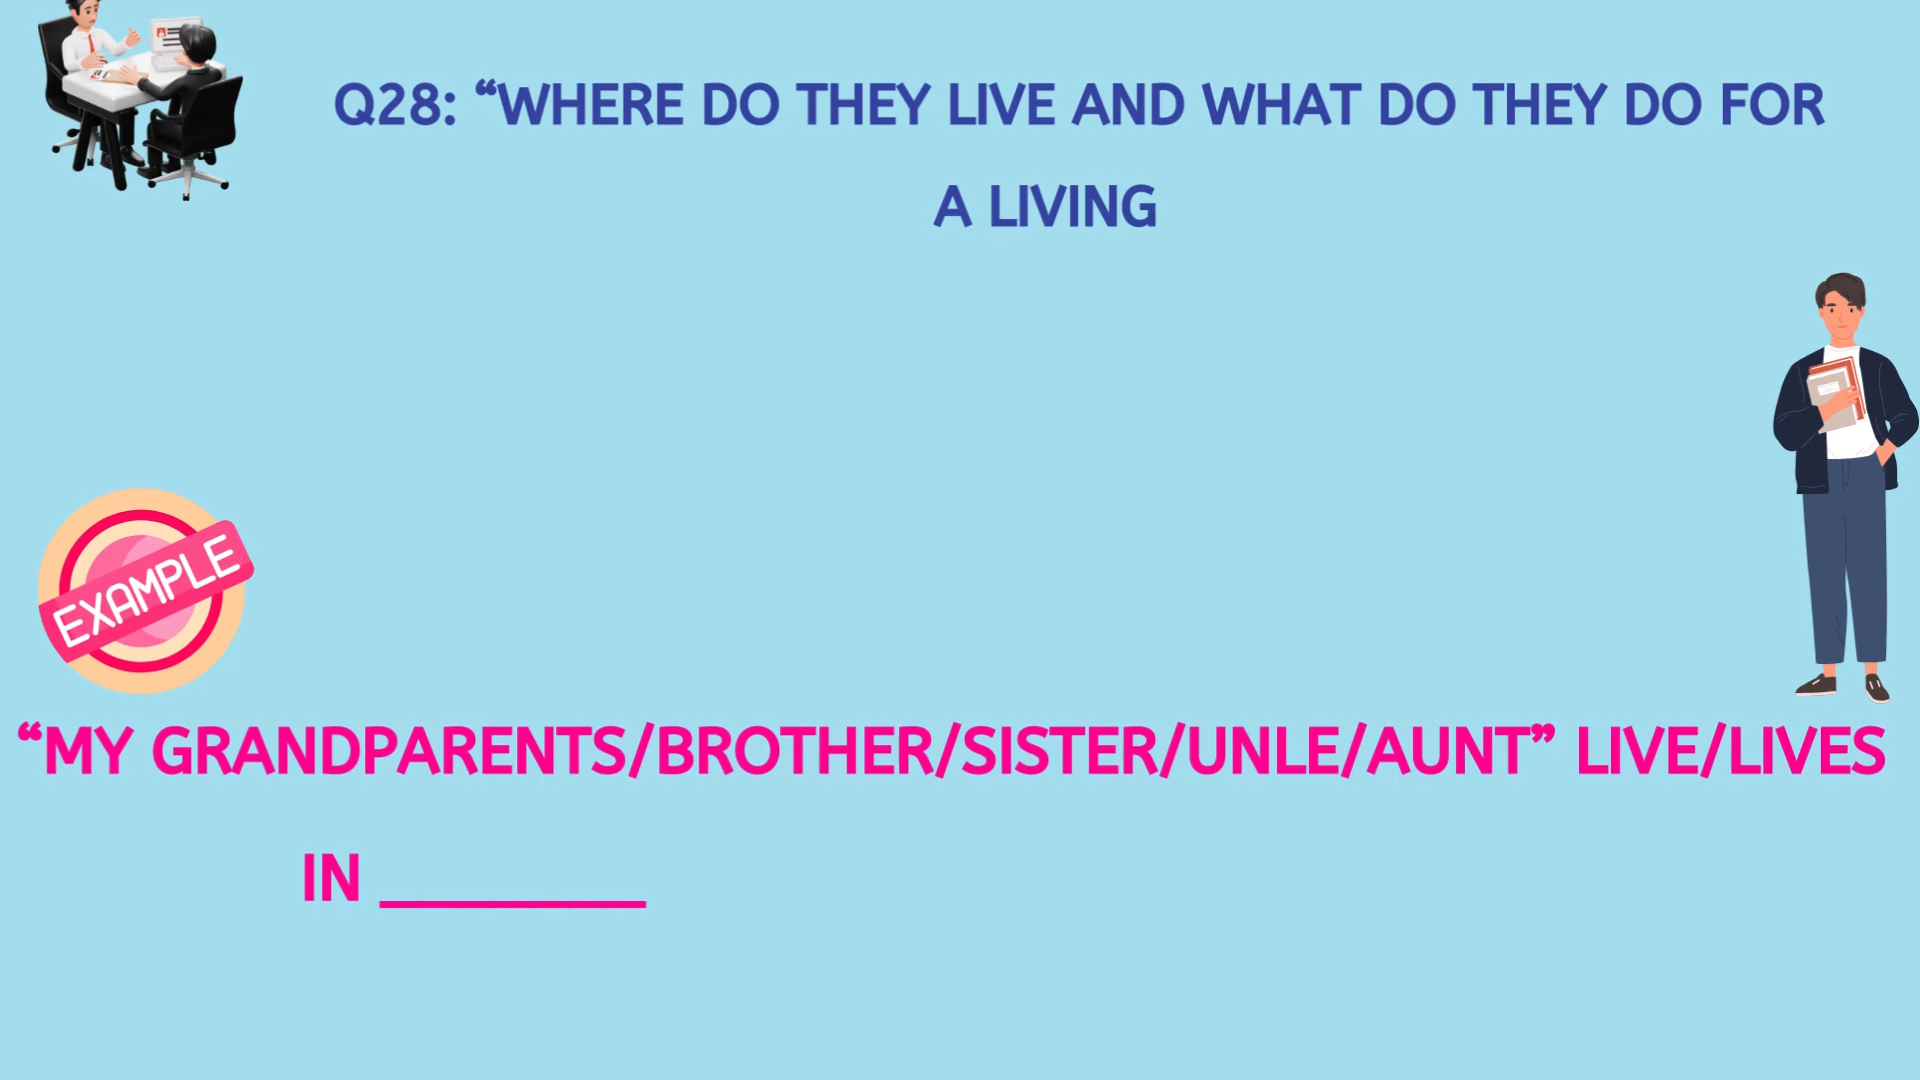 Q28: “WHERE DO THEY LIVE AND WHAT DO THEY DO FOR
A LIVING
EXAMPLE
“MY GRANDPARENTS/BROTHER/SISTER/UNLE/AUNT” LIVE/LIVES
IN _______